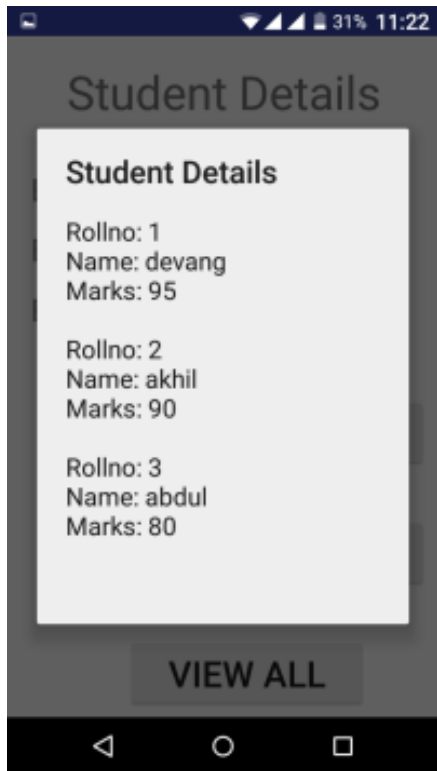 31% 11:22
Student Details
Student Details
Rollno: 1
Name: devang
Marks: 95
Rollno: 2
Name: akhil
Marks: 90
Rollno: 3
Name: abdul
Marks: 80
VIEW ALL